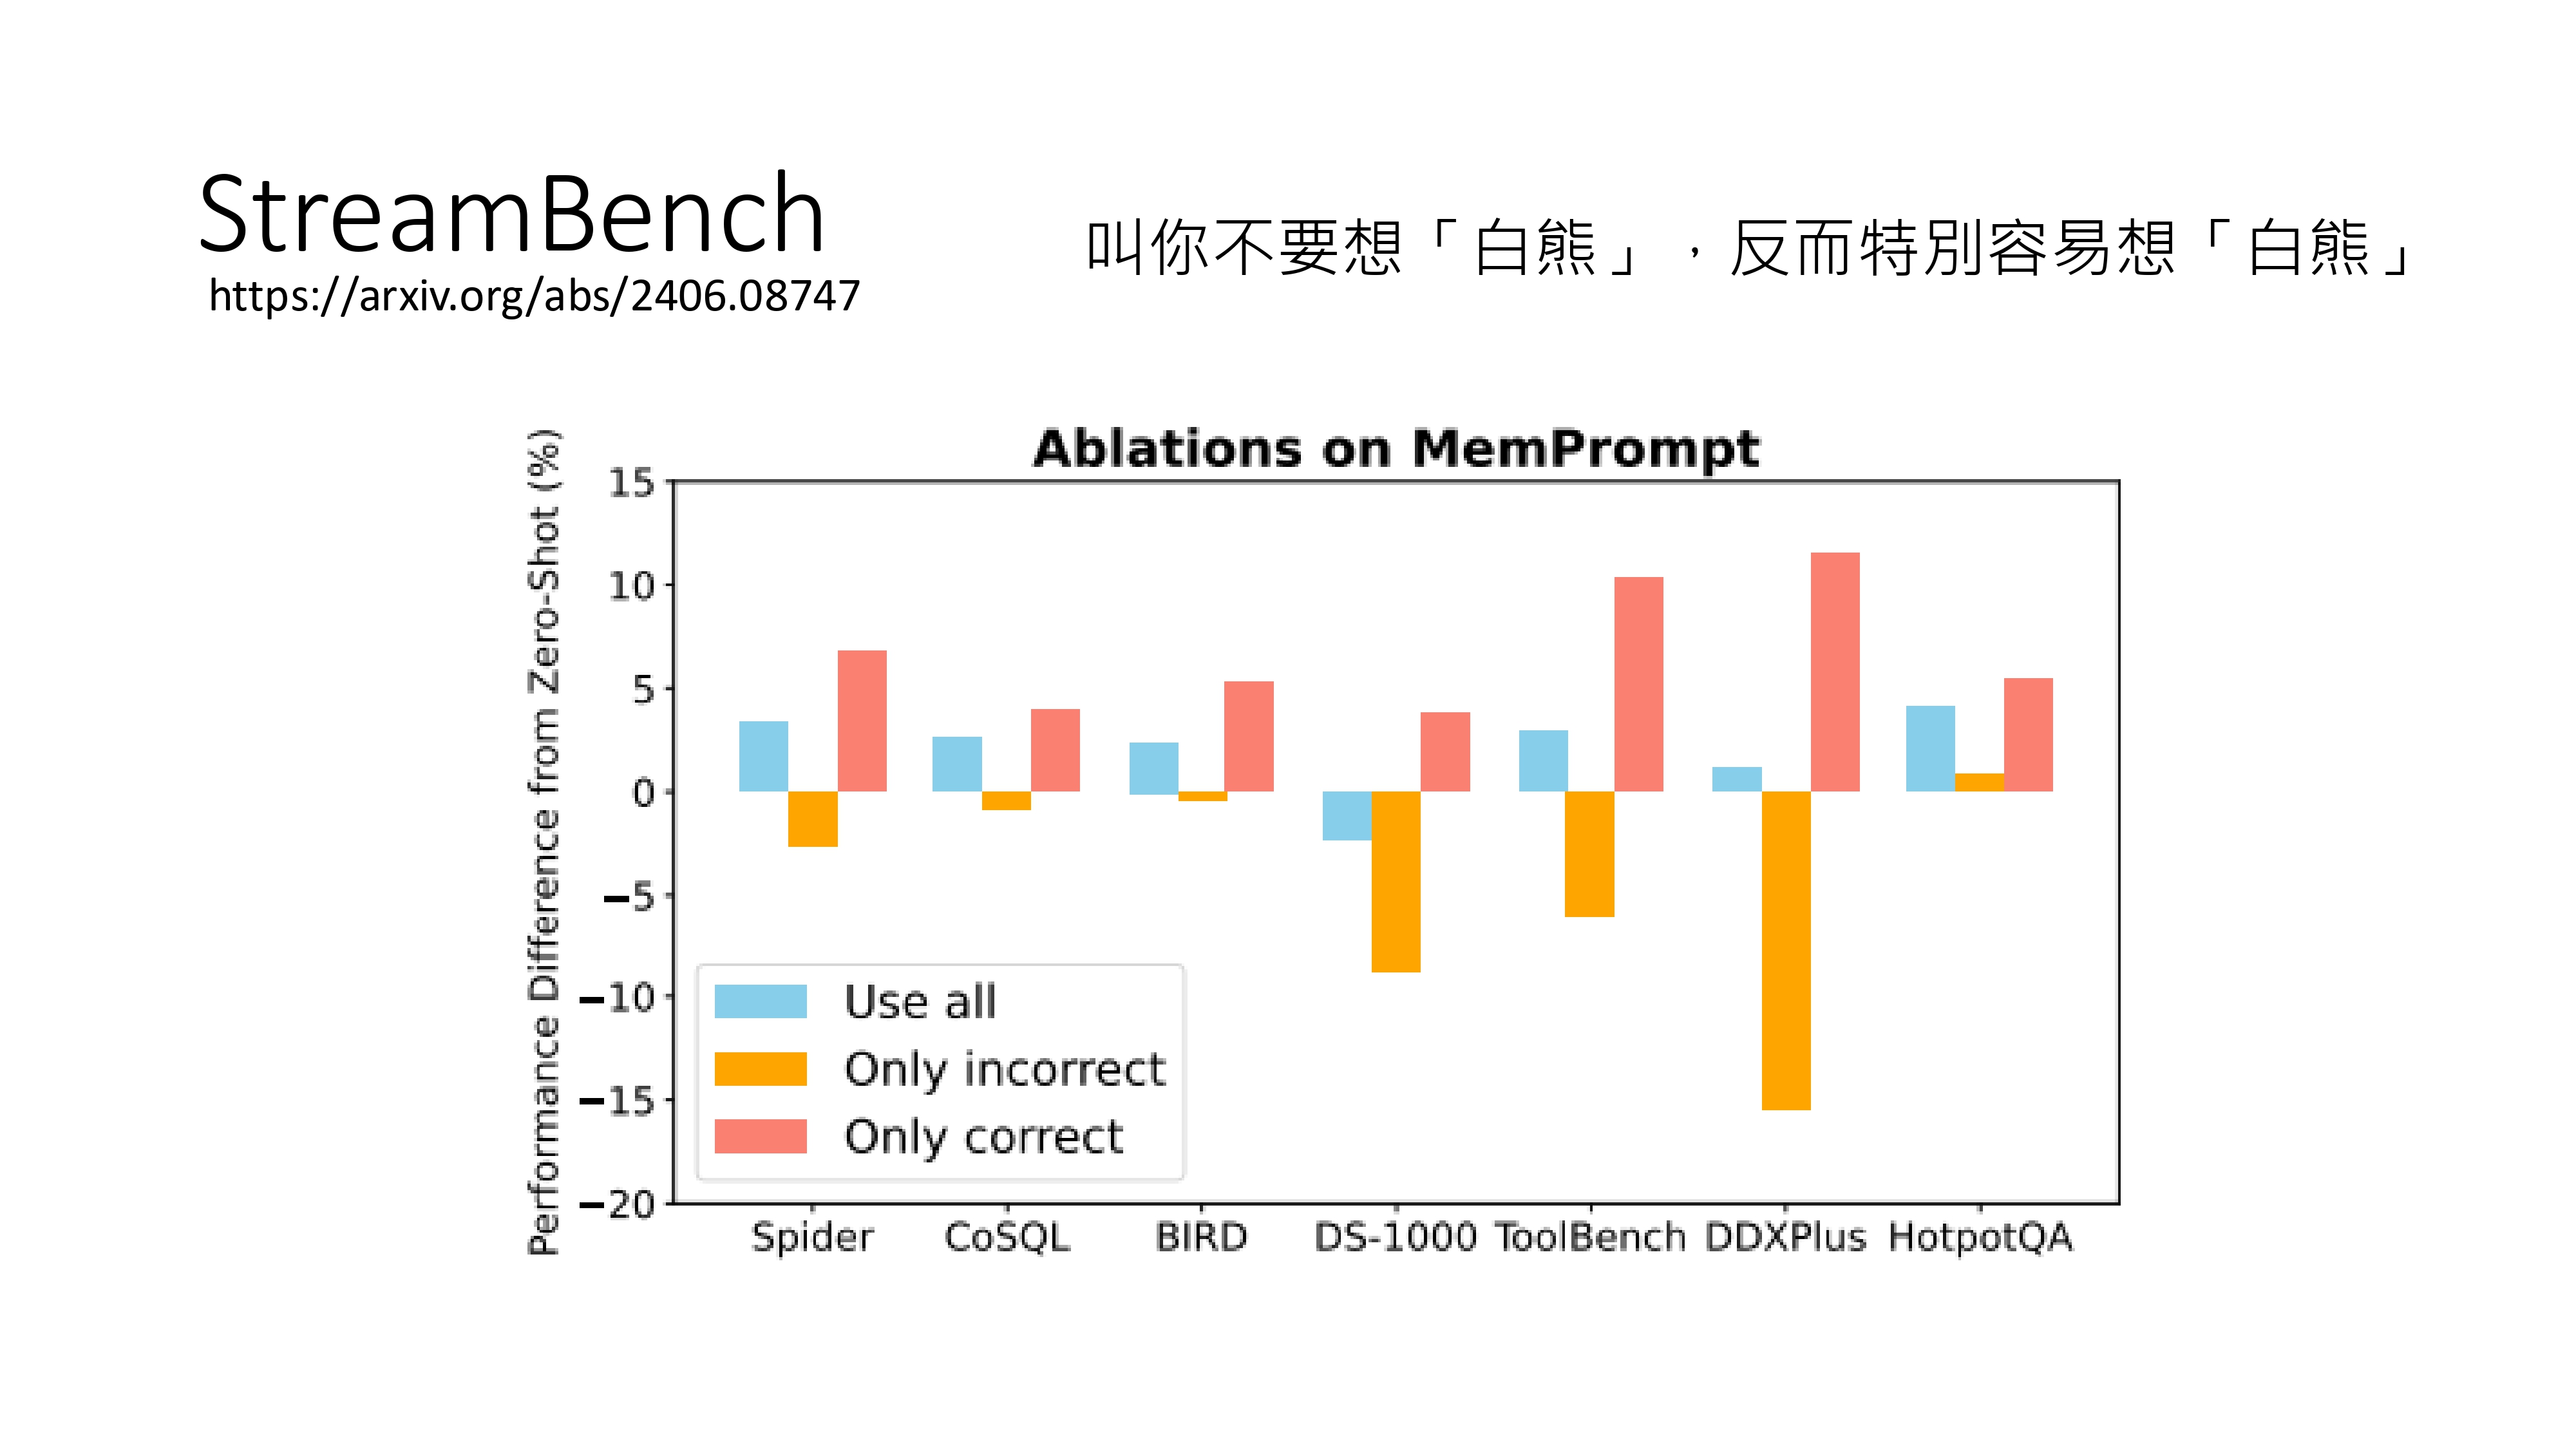 StreamBench
https://arxiv.org/abs/2406.08747
叫你不要想「白熊」，反而特別容易想「白熊」
Ablations on MemPrompt
Performance Difference from Zero-Shot (%)
15
10
5
0
−5
−10
−15
−20
Use all
Only incorrect
Only correct
Spider CoSQL BIRD DS-1000 ToolBench DDXPlus HotpotQA